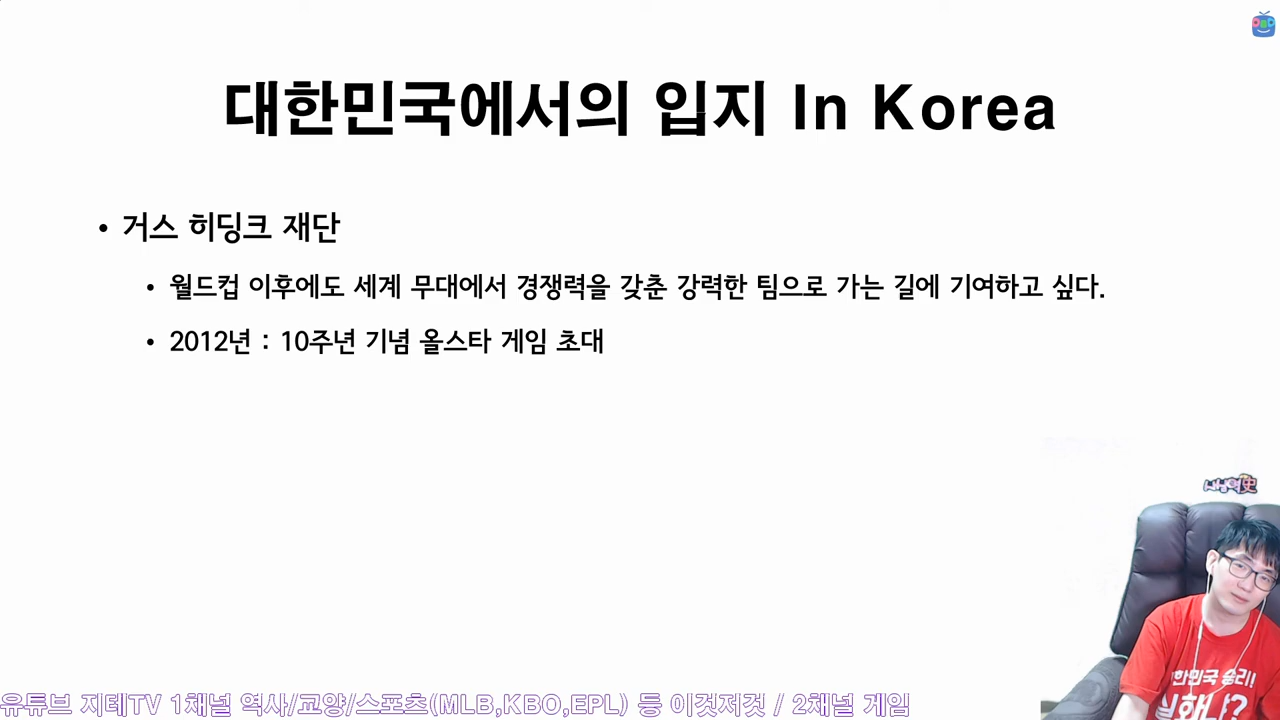 대한민국에서의 입지 In Korea
• 거스 히딩크 재단
• 월드컵 이후에도 세계 무대에서 경쟁력을 갖춘 강력한 팀으로 가는 길에 기여하고 싶다.
• 2012년 : 10주년 기념 올스타 게임 초대
한민국 승리!
유튜브 지테TV 1채널 역사/교양/스포츠(MLB,KBO,EPL) 등 이것저것 / 2채널 게임